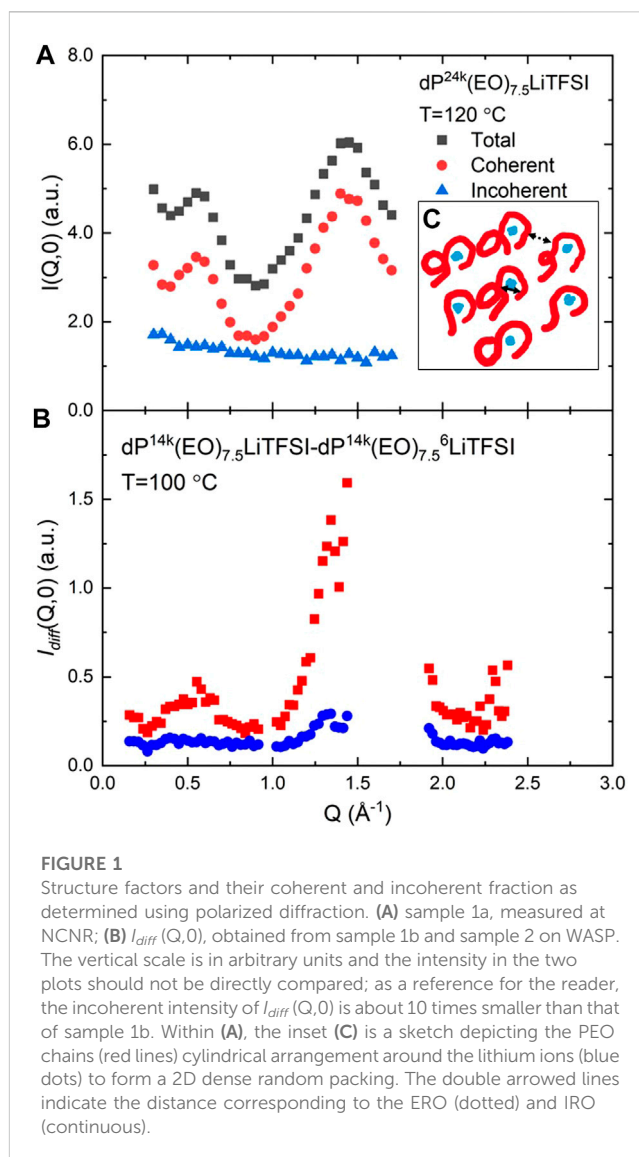 A
8.0
dP24k(EO)7.5LiTFSI
T=120 °C
Total
Coherent
Incoherent
6.0
I(Q,0) (a.u.)
C
4.0
2.0
0.0
B
dP14k(EO)7.5LiTFSI-dP14k(EO)7.5 6LiTFSI
T=100 °C
1.5
Idiff(Q,0) (a.u.)
1.0
0.5
0.0
0.0 0.5 1.0 1.5 2.0 2.5 3.0
Q (Å-1)
FIGURE 1
Structure factors and their coherent and incoherent fraction as
determined using polarized diffraction. (A) sample 1a, measured at
NCNR; (B) Idiff (Q,0), obtained from sample 1b and sample 2 on WASP.
The vertical scale is in arbitrary units and the intensity in the two
plots should not be directly compared; as a reference for the reader,
the incoherent intensity of Idiff (Q,0) is about 10 times smaller than that
of sample 1b. Within (A), the inset (C) is a sketch depicting the PEO
chains (red lines) cylindrical arrangement around the lithium ions (blue
dots) to form a 2D dense random packing. The double arrowed lines
indicate the distance corresponding to the ERO (dotted) and IRO
(continuous).